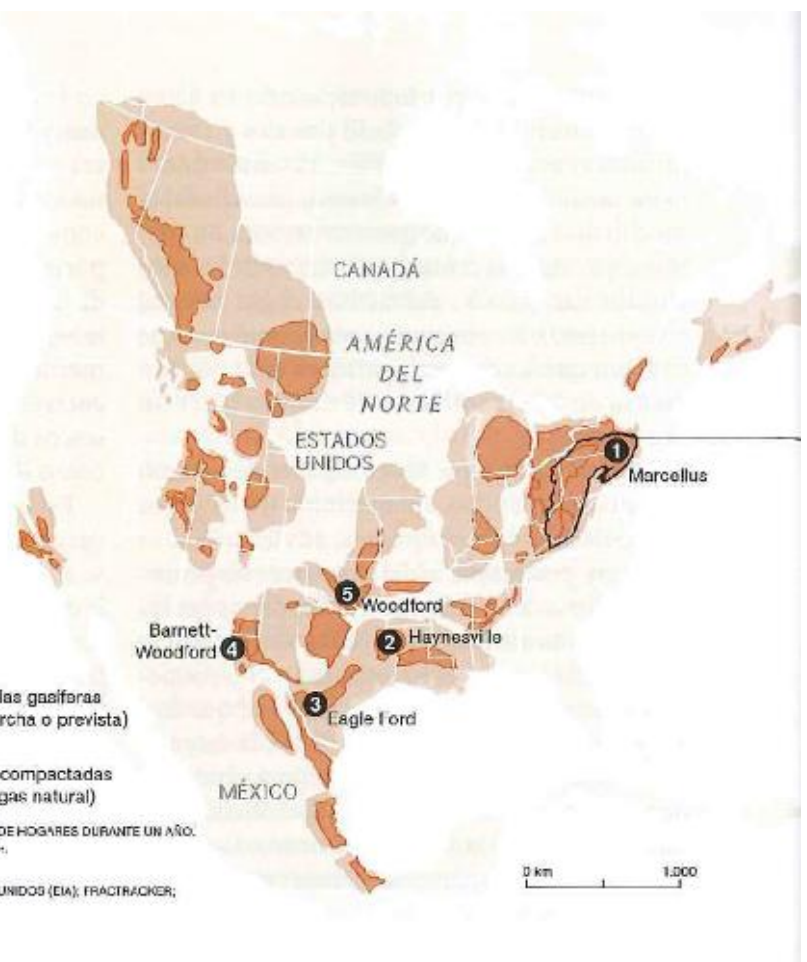 CANADÁ
AMÉRICA
DEL
NORTE
ESTADOS
UNIDOS
1
Marcellus
5
Woodford
Barnett-
Woodford 4
2 Haynesville
3
Eagle Ford
MÉXICO
las gasíferas
rcha o prevista)
compactadas
gas natural)
DE HOGARES DURANTE UN AÑO.
UNIDOS (EIA); FRACTRACKER;
0 km 1.000